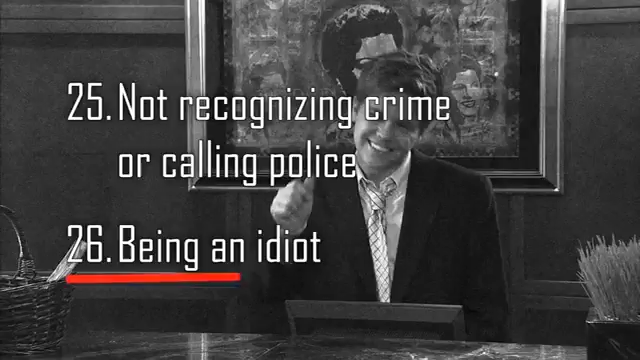 25. Not recognizing crime
or calling police
26. Being an idiot